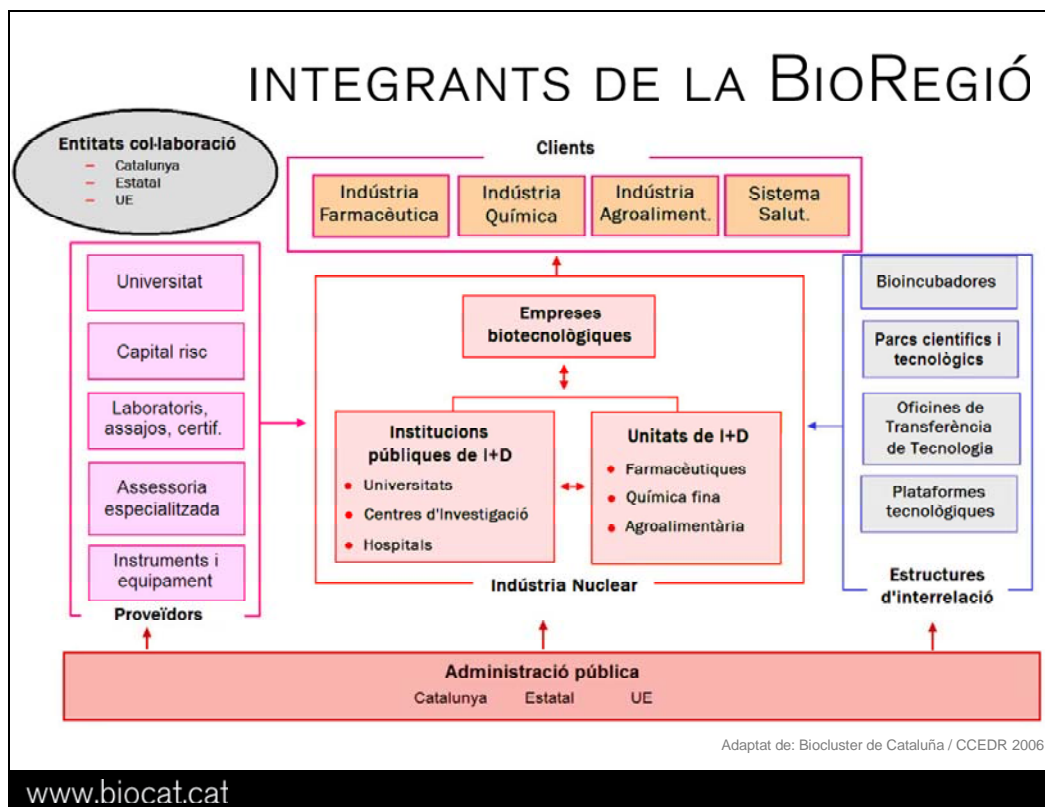 INTEGRANTS DE LA BIOREGIÓ
Entitats col·laboració
– Catalunya
– Estatal
– UE
Clients
Indústria
Farmacèutica
Indústria
Química
Indústria
Agroaliment.
Sistema
Salut.
Universitat
Capital risc
Laboratoris,
assajos, certif.
Assessoria
especialitzada
Instruments i
equipament
Proveïdors
Empreses
biotecnològiques
Institucions
públiques de I+D
• Universitats
• Centres d'Investigació
• Hospitals
Unitats de I+D
• Farmacèutiques
• Química fina
• Agroalimentària
Indústria Nuclear
Bioincubadores
Parcs científics i
tecnològics
Oficines de
Transferència
de Tecnologia
Plataformes
tecnológiques
Estructures
d'interrelació
Administració pública
Catalunya Estatal UE
Adaptat de: Biocluster de Cataluña / CCEDR 2006
www.biocat.cat